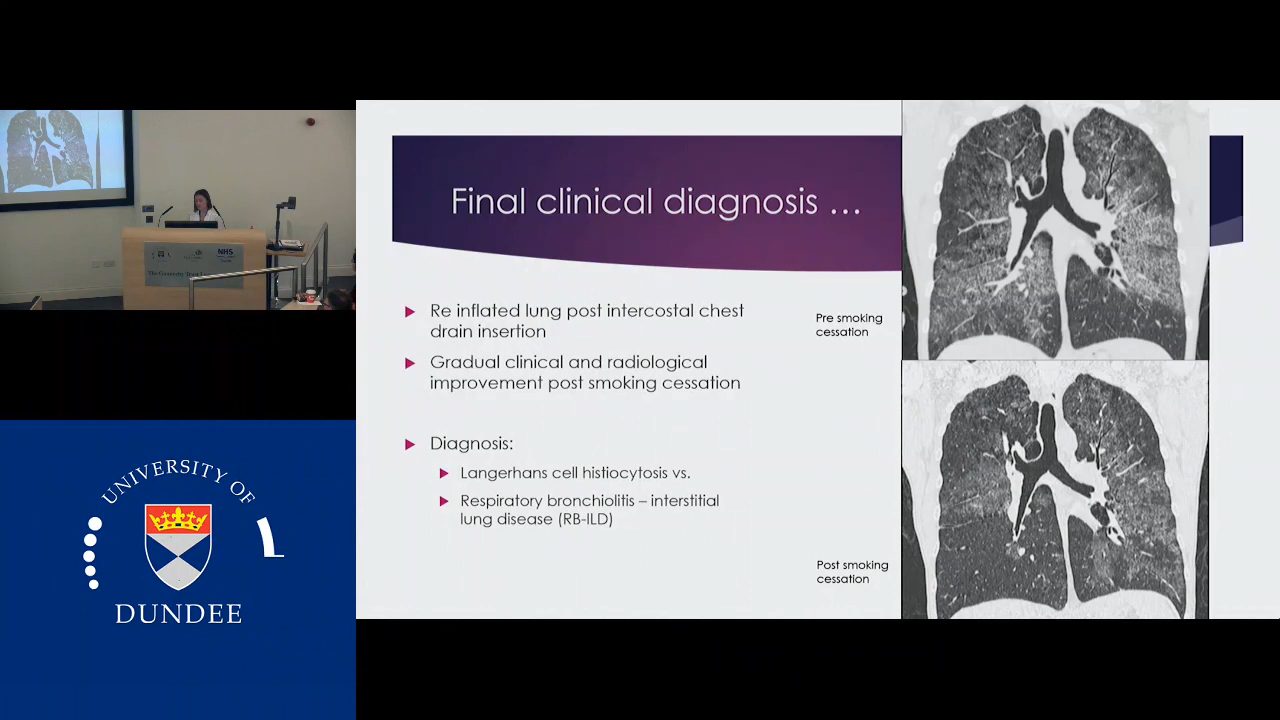 Final clinical diagnosis …
Re inflated lung post intercostal chest
drain insertion
Gradual clinical and radiological
improvement post smoking cessation
Diagnosis:
Langerhans cell histiocytosis vs.
Respiratory bronchiolitis – interstitial
lung disease (RB-ILD)
Pre smoking
cessation
Post smoking
cessation
NHS
UNIVERSITY OF
DUNDEE